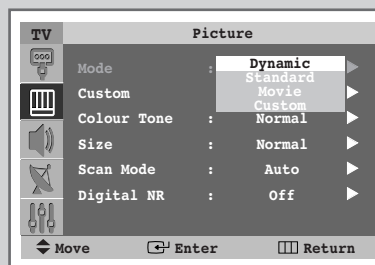 TV Picture
Mode : Dynamic
Standard
Movie
Custom
Custom
Colour Tone : Normal
Size : Normal
Scan Mode : Auto
Digital NR : Off
Move Enter Return